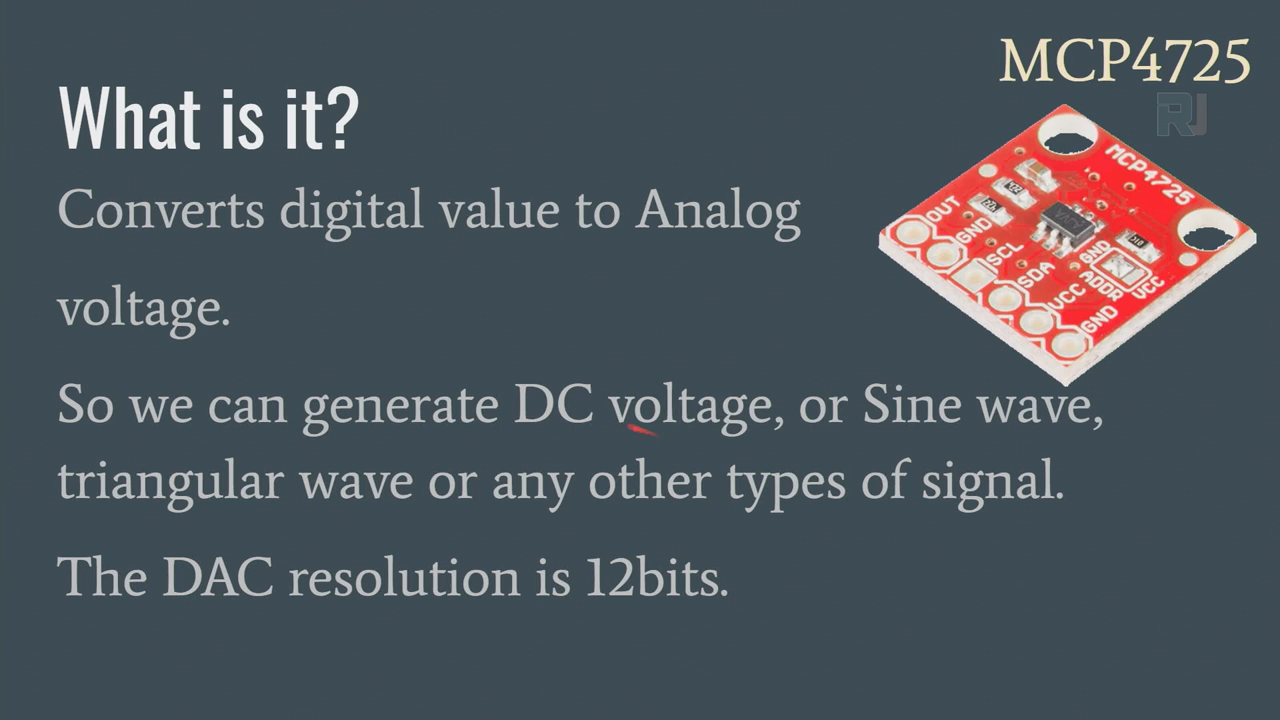 MCP4725
RJ
What is it?
Converts digital value to Analog
voltage.
So we can generate DC voltage, or Sine wave,
triangular wave or any other types of signal.
The DAC resolution is 12bits.
MCP4725
OUT
GND
SCL
SDA
VCC
GND
GND
ADDR
VCC